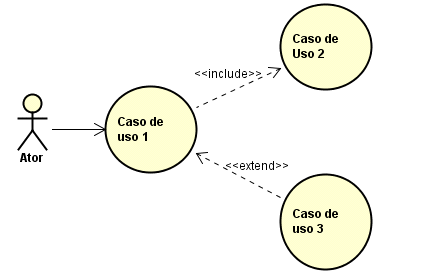 Caso de
Uso 2
<<include>>
Caso de
uso 1
Ator
<<extend>>
Caso de
uso 3